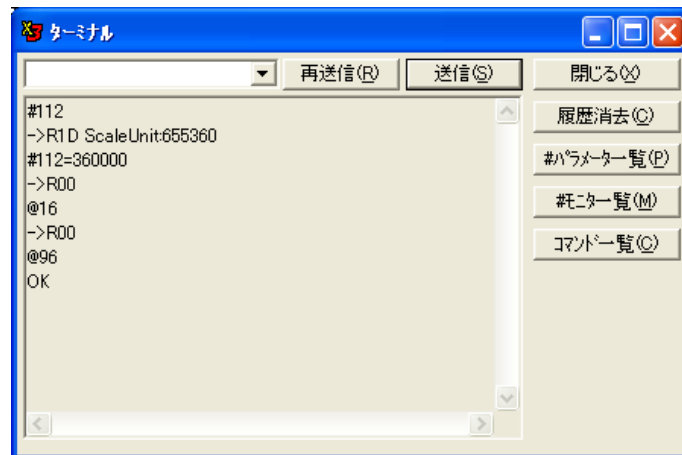 ターミナル
再送信(R)
送信(S)
閉じる(X)
#112
->R1D ScaleUnit:655360
#112=360000
->R00
@16
->R00
@96
OK
履歴消去(C)
#ﾊﾟﾗﾒｰﾀ一覧(P)
#ﾓﾆﾀ一覧(M)
ｺﾏﾝﾄﾞ一覧(C)